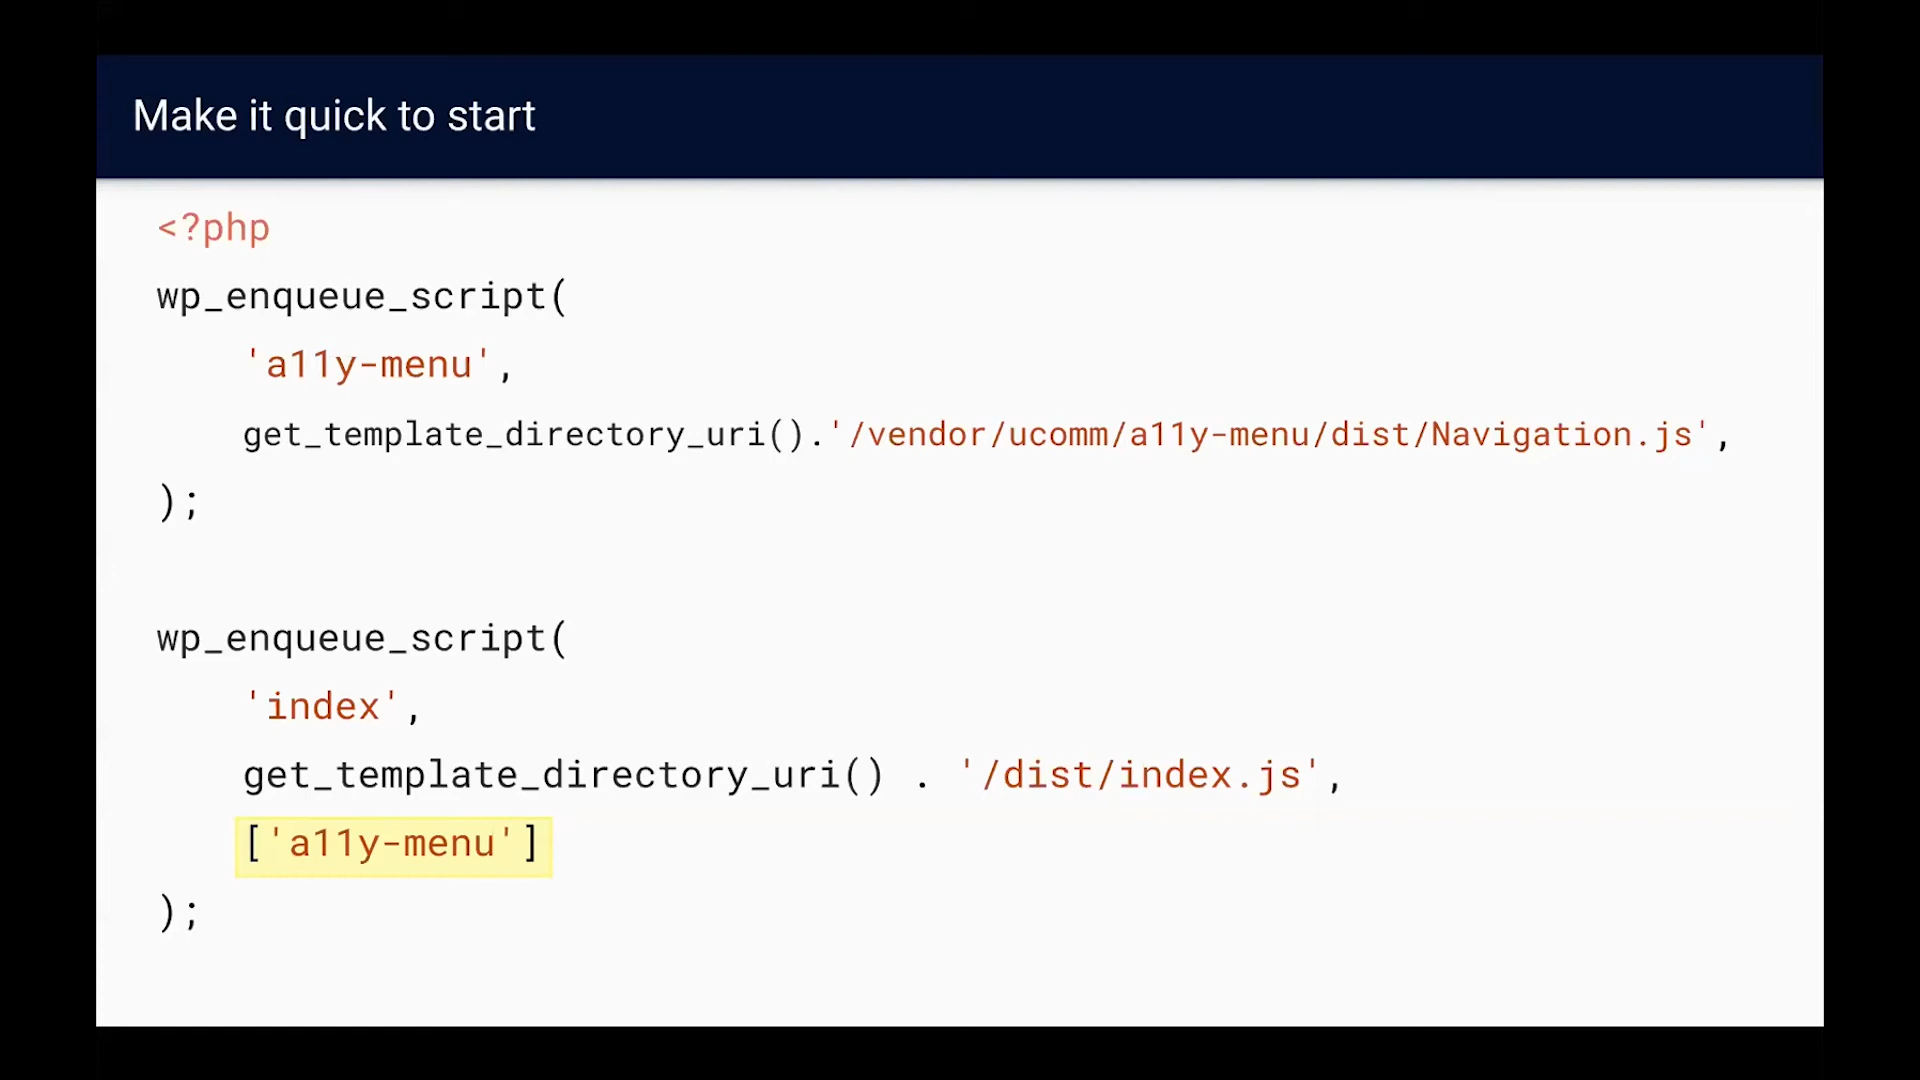 Make it quick to start
<?php
wp_enqueue_script(
'a11y-menu',
get_template_directory_uri().'/vendor/ucomm/a11y-menu/dist/Navigation.js',
);
wp_enqueue_script(
'index',
get_template_directory_uri() . '/dist/index.js',
['a11y-menu']
);